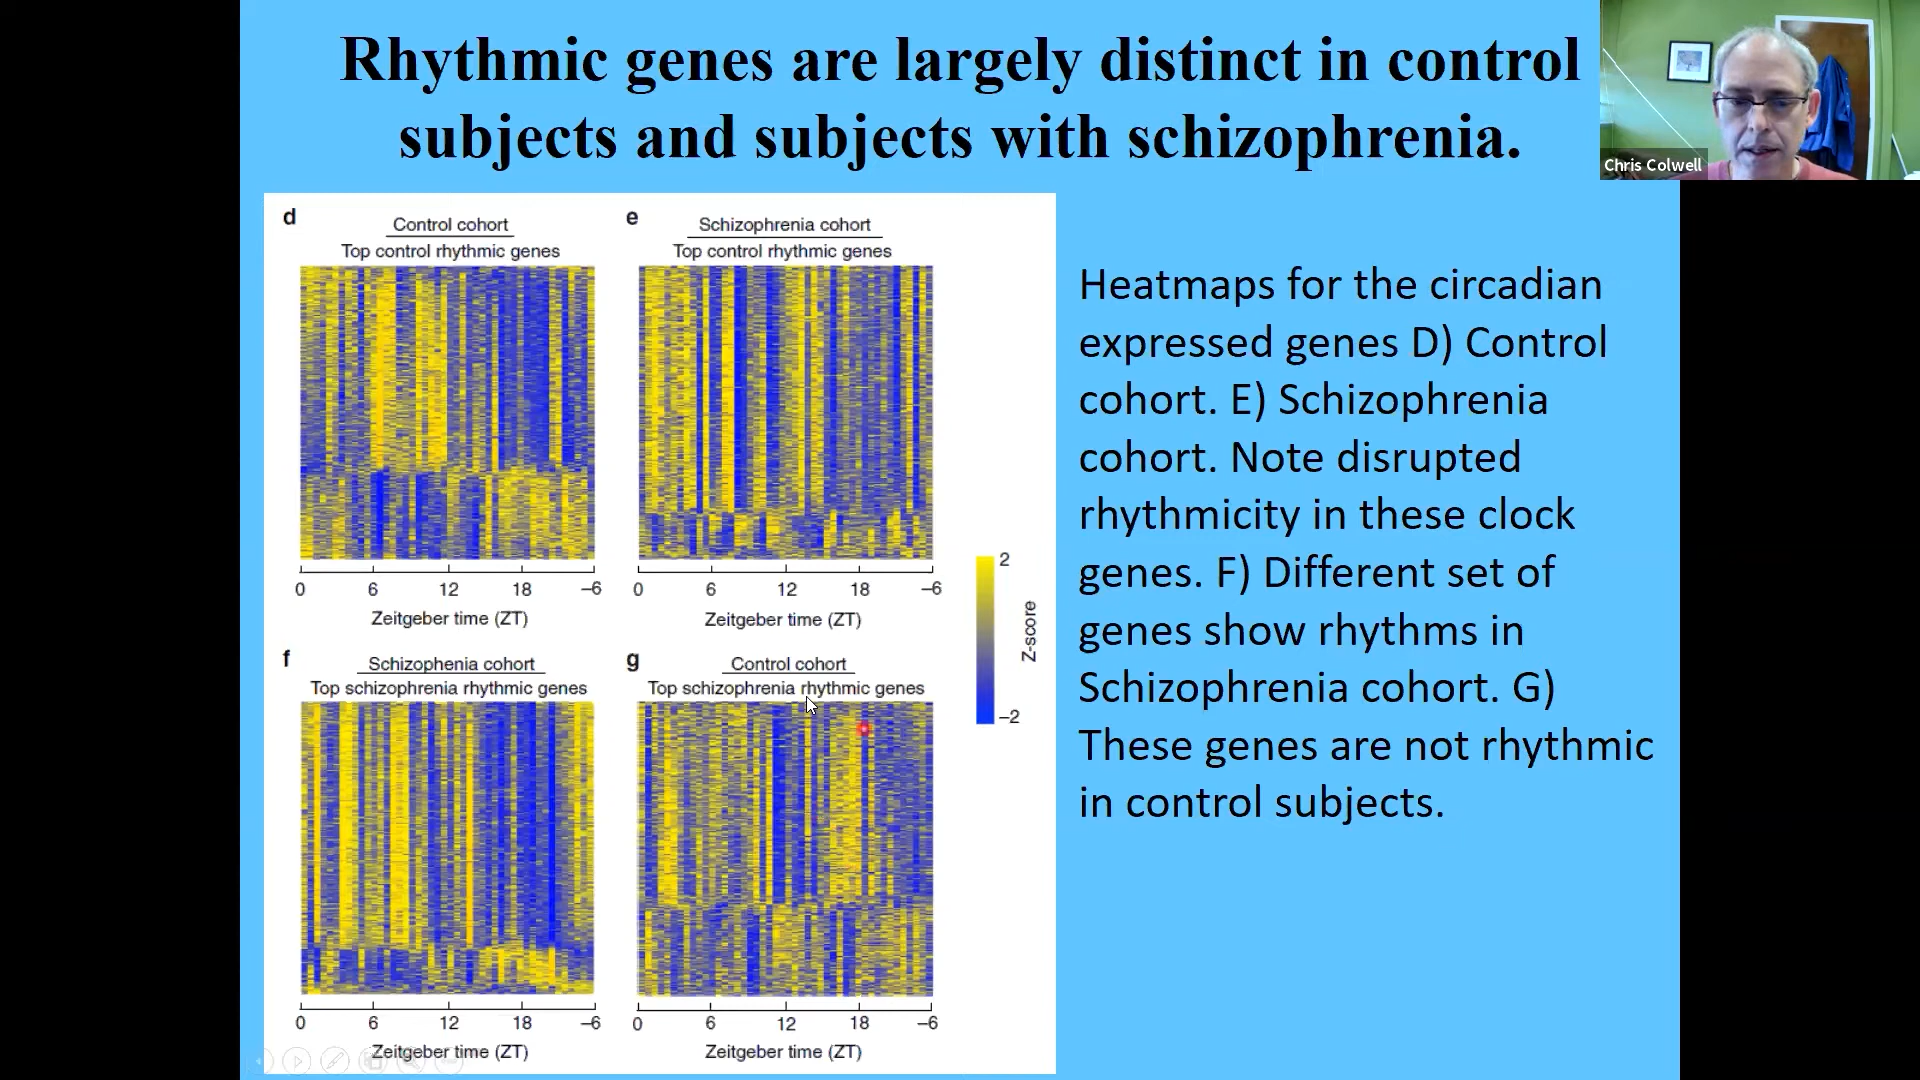 Rhythmic genes are largely distinct in control
subjects and subjects with schizophrenia.
Chris Colwell
d
Control cohort
Top control rhythmic genes
0 6 12 18 –6
Zeitgeber time (ZT)
e
Schizophrenia cohort
Top control rhythmic genes
0 6 12 18 –6
Zeitgeber time (ZT)
2
Z-score
–2
f
Schizophenia cohort
Top schizophrenia rhythmic genes
0 6 12 18 –6
Zeitgeber time (ZT)
g
Control cohort
Top schizophrenia rhythmic genes
0 6 12 18 –6
Zeitgeber time (ZT)
Heatmaps for the circadian
expressed genes D) Control
cohort. E) Schizophrenia
cohort. Note disrupted
rhythmicity in these clock
genes. F) Different set of
genes show rhythms in
Schizophrenia cohort. G)
These genes are not rhythmic
in control subjects.